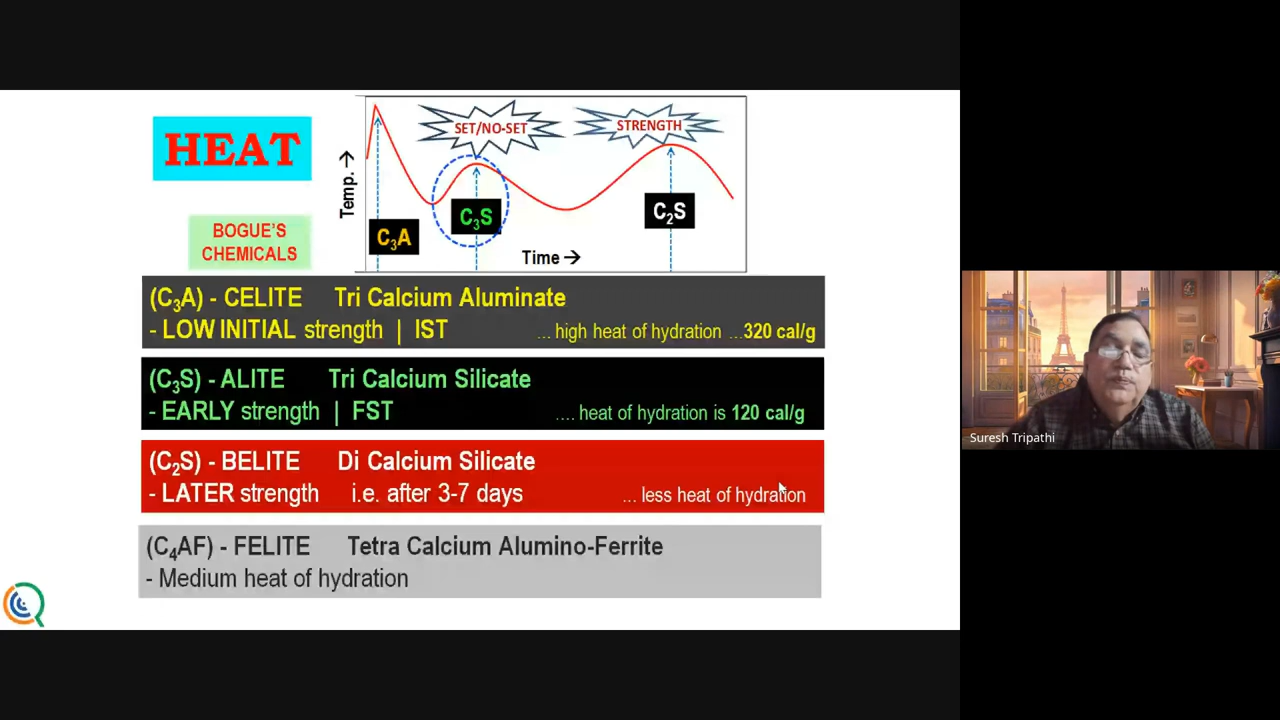 HEAT
BOGUE'S
CHEMICALS
Temp. →
SET/NO-SET
STRENGTH
C₃A
C₃S
C₂S
Time →
(C₃A) - CELITE Tri Calcium Aluminate
- LOW INITIAL strength | IST ... high heat of hydration ...320 cal/g
(C₃S) - ALITE Tri Calcium Silicate
- EARLY strength | FST .... heat of hydration is 120 cal/g
(C₂S) - BELITE Di Calcium Silicate
- LATER strength i.e. after 3-7 days ... less heat of hydration
(C₄AF) - FELITE Tetra Calcium Alumino-Ferrite
- Medium heat of hydration
Suresh Tripathi